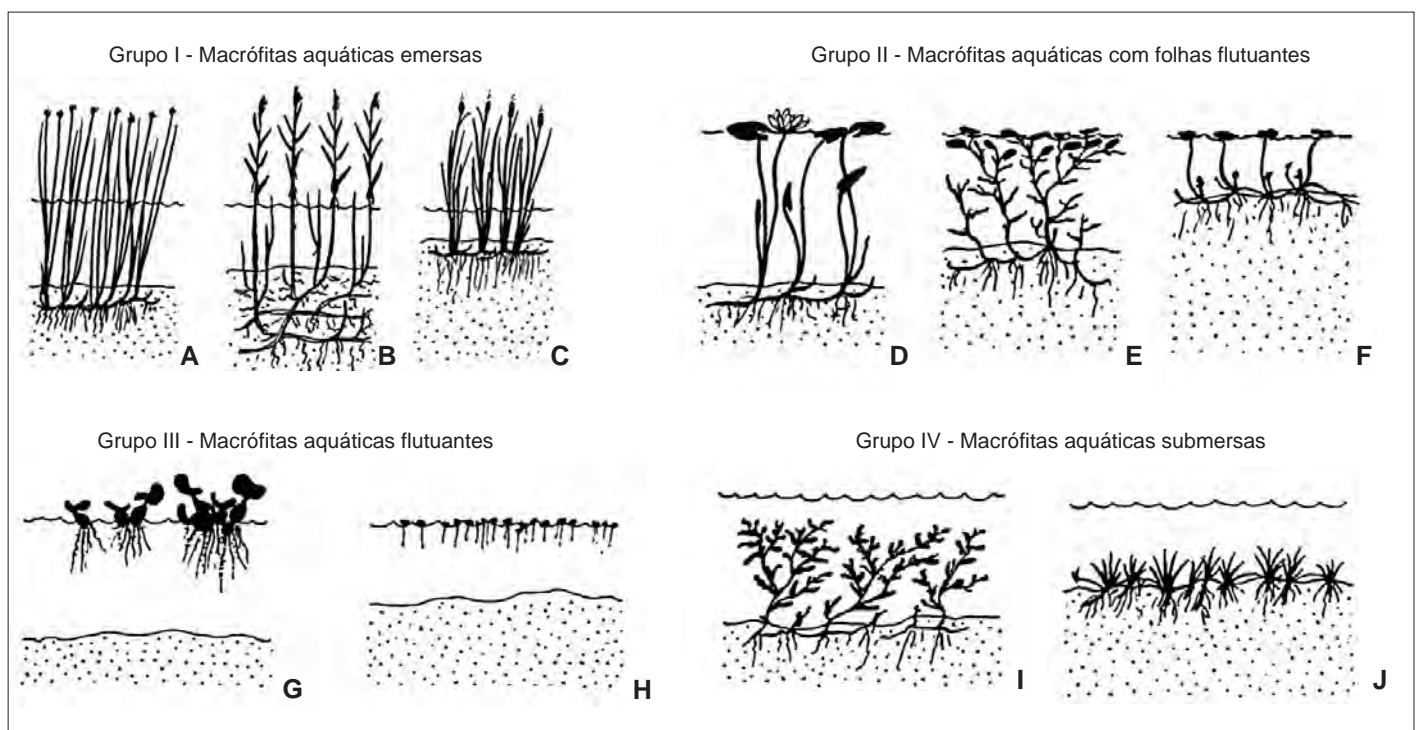 Grupo I - Macrófitas aquáticas emersas
Grupo II - Macrófitas aquáticas com folhas flutuantes
A
B
C
D
E
F
Grupo III - Macrófitas aquáticas flutuantes
Grupo IV - Macrófitas aquáticas submersas
G
H
I
J